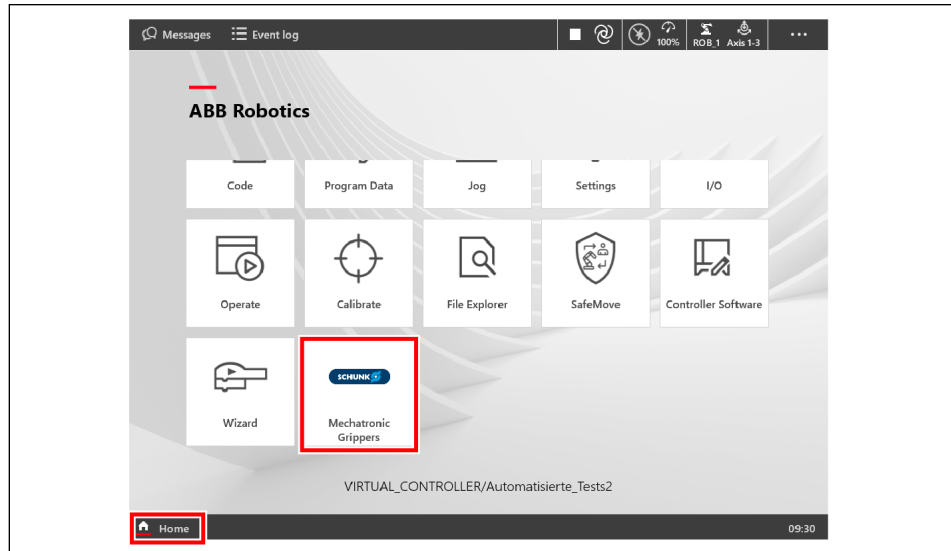 Messages
Event log
100%
ROB_1 Axis 1-3
ABB Robotics
Code
Program Data
Jog
Settings
I/O
Operate
Calibrate
File Explorer
SafeMove
Controller Software
SCHUNK
Wizard
Mechatronic
Grippers
VIRTUAL_CONTROLLER/Automatisierte_Tests2
Home
09:30